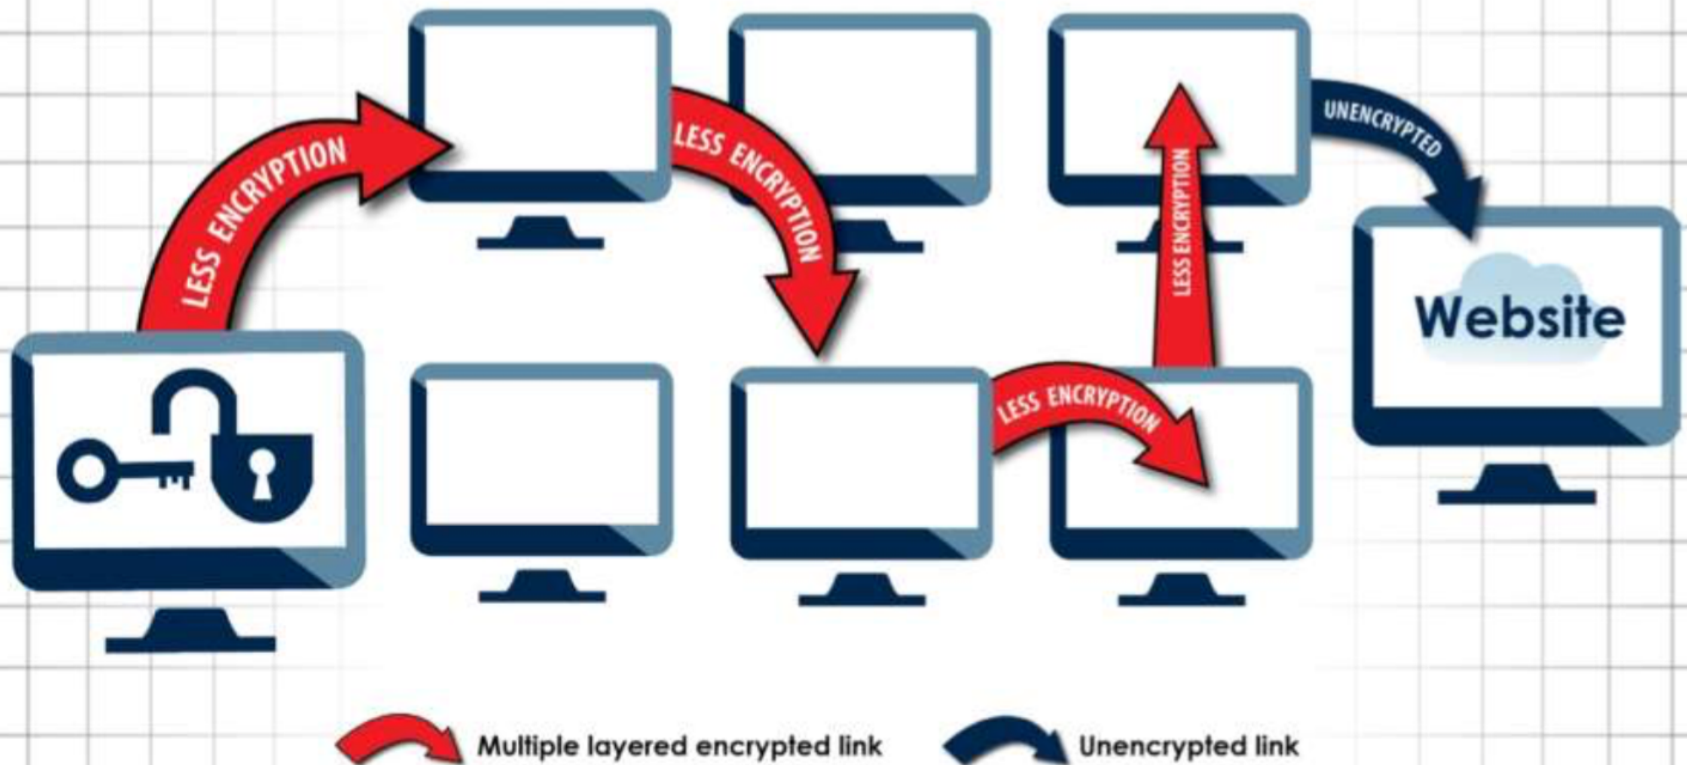 LESS ENCRYPTION
LESS ENCRYPTION
LESS ENCRYPTION
LESS ENCRYPTION
UNENCRYPTED
Website
Multiple layered encrypted link
Unencrypted link